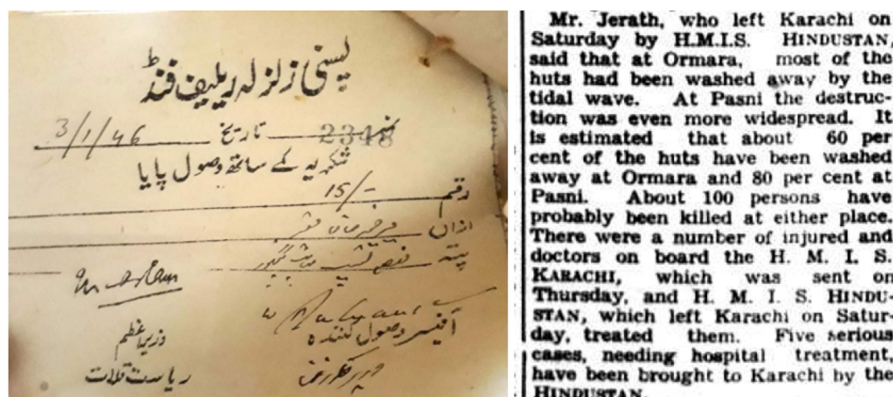 پسنی زلزلہ ریلیف فنڈ
نمبر 2348 تاریخ 3/1/46
شکریہ کے ساتھ وصول پایا
رقم 15/-
ازاں
پتہ
آفیسر وصول کنندہ
وزیر اعظم
ریاست قلات
Mr. Jerath, who left Karachi on
Saturday by H.M.I.S. HINDUSTAN,
said that at Ormara, most of the
huts had been washed away by the
tidal wave. At Pasni the destruc-
tion was even more widespread. It
is estimated that about 60 per
cent of the huts have been washed
away at Ormara and 80 per cent at
Pasni. About 100 persons have
probably been killed at either place.
There were a number of injured and
doctors on board the H. M. I. S.
KARACHI, which was sent on
Thursday, and H. M. I. S. HINDU-
STAN, which left Karachi on Satur-
day, treated them. Five serious
cases, needing hospital treatment,
have been brought to Karachi by the
HINDUSTAN.